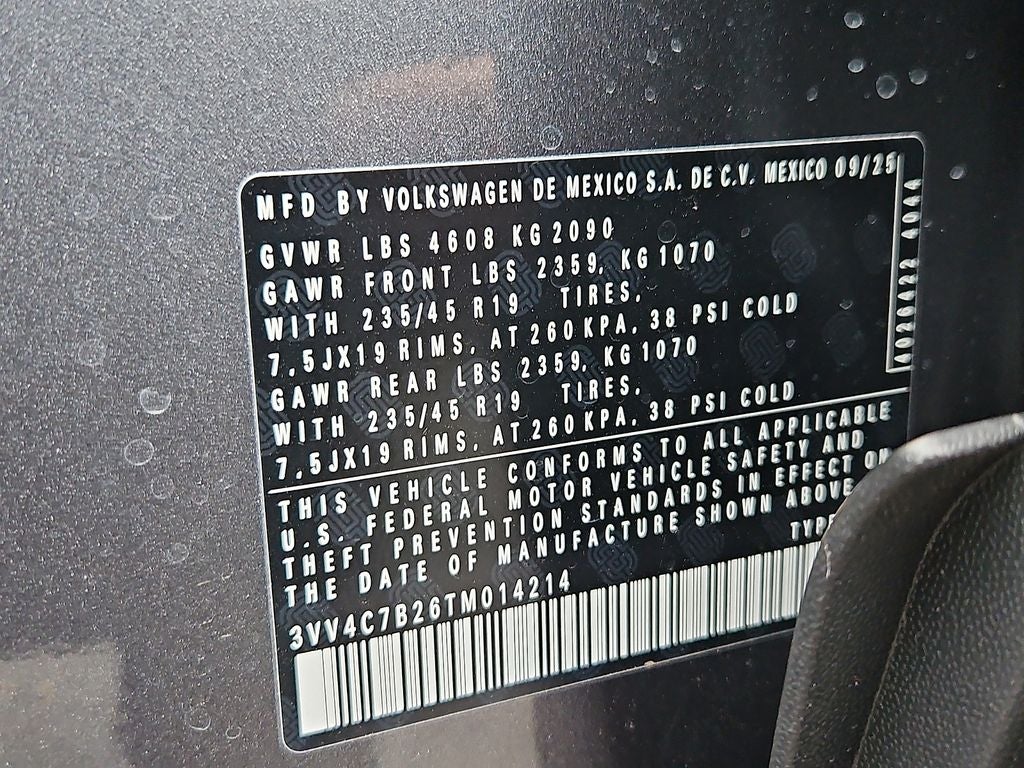 MFD BY VOLKSWAGEN DE MEXICO S.A. DE C.V. MEXICO 09/25
GVWR LBS 4608 KG 2090
GAWR FRONT LBS 2359, KG 1070
WITH 235/45 R19 TIRES,
7,5JX19 RIMS, AT 260 KPA, 38 PSI COLD
GAWR REAR LBS 2359, KG 1070
WITH 235/45 R19 TIRES,
7,5JX19 RIMS, AT 260 KPA, 38 PSI COLD
THIS VEHICLE CONFORMS TO ALL APPLICABLE
U.S. FEDERAL MOTOR VEHICLE SAFETY AND
THEFT PREVENTION STANDARDS IN EFFECT ON
THE DATE OF MANUFACTURE SHOWN ABOVE
TYPE
3VV4C7B26TM014214